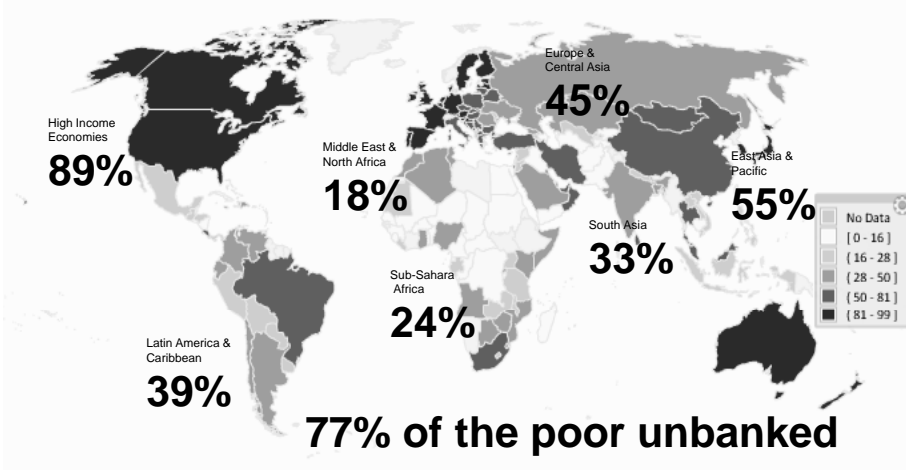 Europe &
Central Asia
45%
High Income
Economies
89%
Middle East &
North Africa
18%
East Asia &
Pacific
55%
South Asia
33%
Sub-Sahara
Africa
24%
Latin America &
Caribbean
39%
No Data
[ 0 - 16 ]
( 16 - 28 ]
( 28 - 50 ]
( 50 - 81 ]
( 81 - 99 ]
77% of the poor unbanked